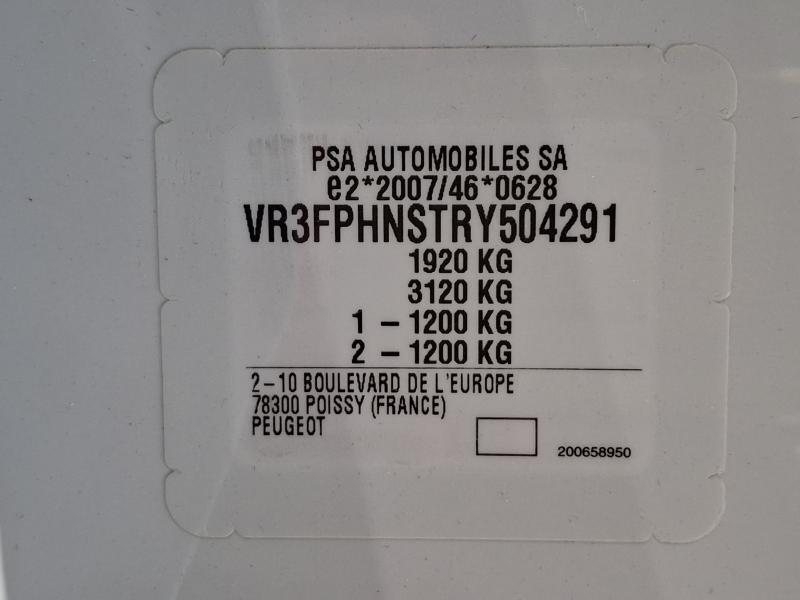 PSA AUTOMOBILES SA
e2*2007/46*0628
VR3FPHNSTRY504291
1920 KG
3120 KG
1 - 1200 KG
2 - 1200 KG
2-10 BOULEVARD DE L'EUROPE
78300 POISSY (FRANCE)
PEUGEOT
200658950